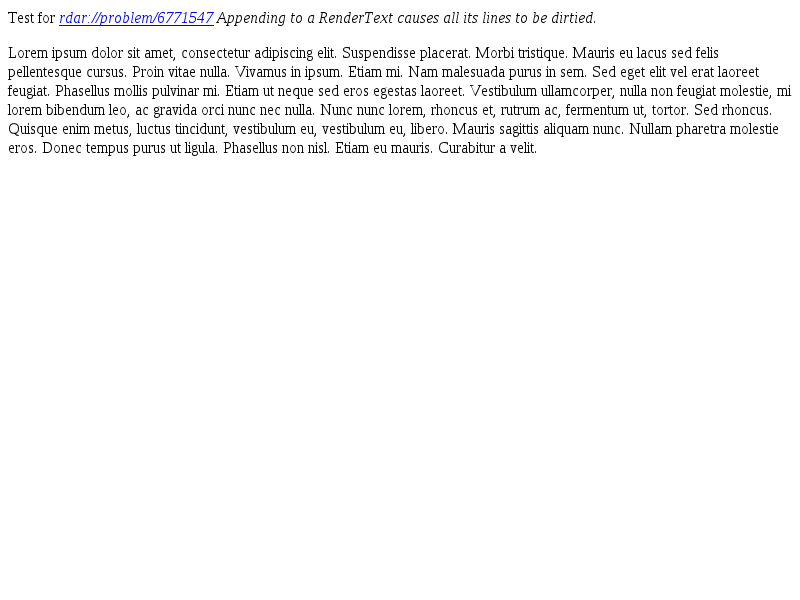 Test for rdar://problem/6771547 Appending to a RenderText causes all its lines to be dirtied.
Lorem ipsum dolor sit amet, consectetur adipiscing elit. Suspendisse placerat. Morbi tristique. Mauris eu lacus sed felis
pellentesque cursus. Proin vitae nulla. Vivamus in ipsum. Etiam mi. Nam malesuada purus in sem. Sed eget elit vel erat laoreet
feugiat. Phasellus mollis pulvinar mi. Etiam ut neque sed eros egestas laoreet. Vestibulum ullamcorper, nulla non feugiat molestie, mi
lorem bibendum leo, ac gravida orci nunc nec nulla. Nunc nunc lorem, rhoncus et, rutrum ac, fermentum ut, tortor. Sed rhoncus.
Quisque enim metus, luctus tincidunt, vestibulum eu, vestibulum eu, libero. Mauris sagittis aliquam nunc. Nullam pharetra molestie
eros. Donec tempus purus ut ligula. Phasellus non nisl. Etiam eu mauris. Curabitur a velit.